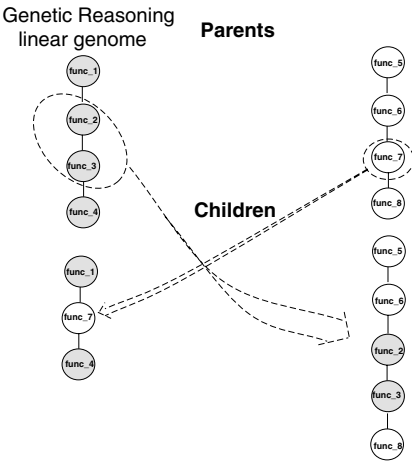 Genetic Reasoning
linear genome
Parents
func_1
func_2
func_3
func_4
func_5
func_6
func_7
func_8
Children
func_1
func_7
func_4
func_5
func_6
func_2
func_3
func_8